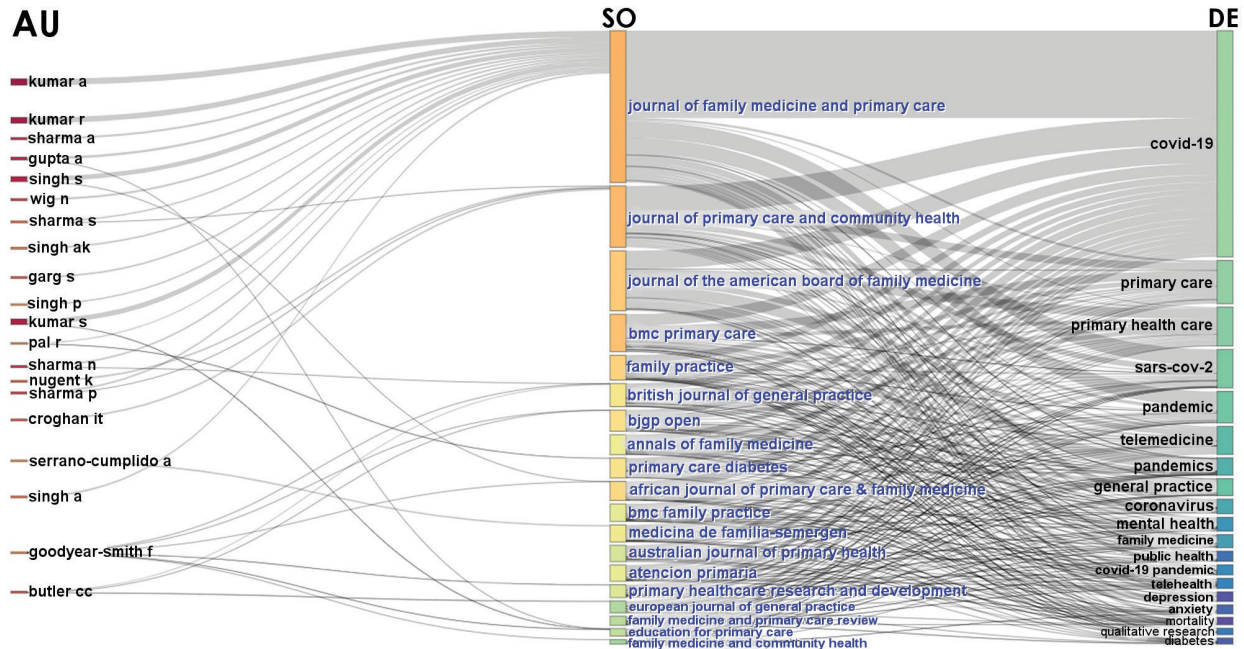 AU
SO
DE
kumar a
kumar r
sharma a
gupta a
singh s
wig n
sharma s
singh ak
garg s
singh p
kumar s
pal r
sharma n
nugent k
sharma p
croghan it
serrano-cumplido a
singh a
goodyear-smith f
butler cc
journal of family medicine and primary care
journal of primary care and community health
journal of the american board of family medicine
bmc primary care
family practice
british journal of general practice
bjgp open
annals of family medicine
primary care diabetes
african journal of primary care & family medicine
bmc family practice
medicina de familia-semergen
australian journal of primary health
atencion primaria
primary healthcare research and development
european journal of general practice
family medicine and primary care review
education for primary care
family medicine and community health
covid-19
primary care
primary health care
sars-cov-2
pandemic
telemedicine
pandemics
general practice
coronavirus
mental health
family medicine
public health
covid-19 pandemic
telehealth
depression
anxiety
mortality
qualitative research
diabetes